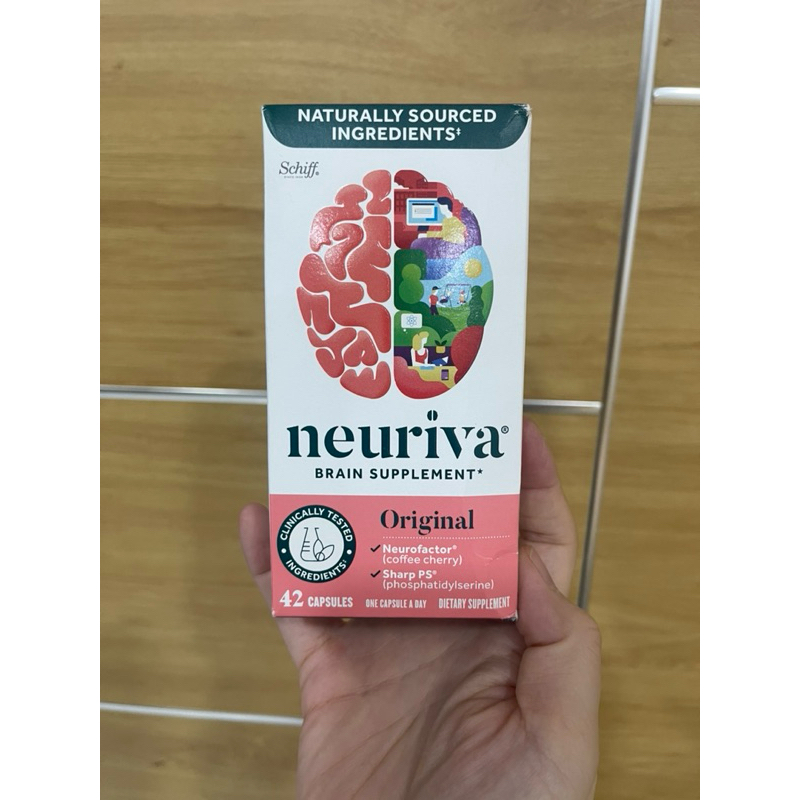 NATURALLY SOURCED
INGREDIENTS‡
Schiff®
neuriva®
BRAIN SUPPLEMENT*
CLINICALLY TESTED
INGREDIENTS‡
Original
✓ Neurofactor®
(coffee cherry)
✓ Sharp PS®
(phosphatidylserine)
42 CAPSULES ONE CAPSULE A DAY DIETARY SUPPLEMENT